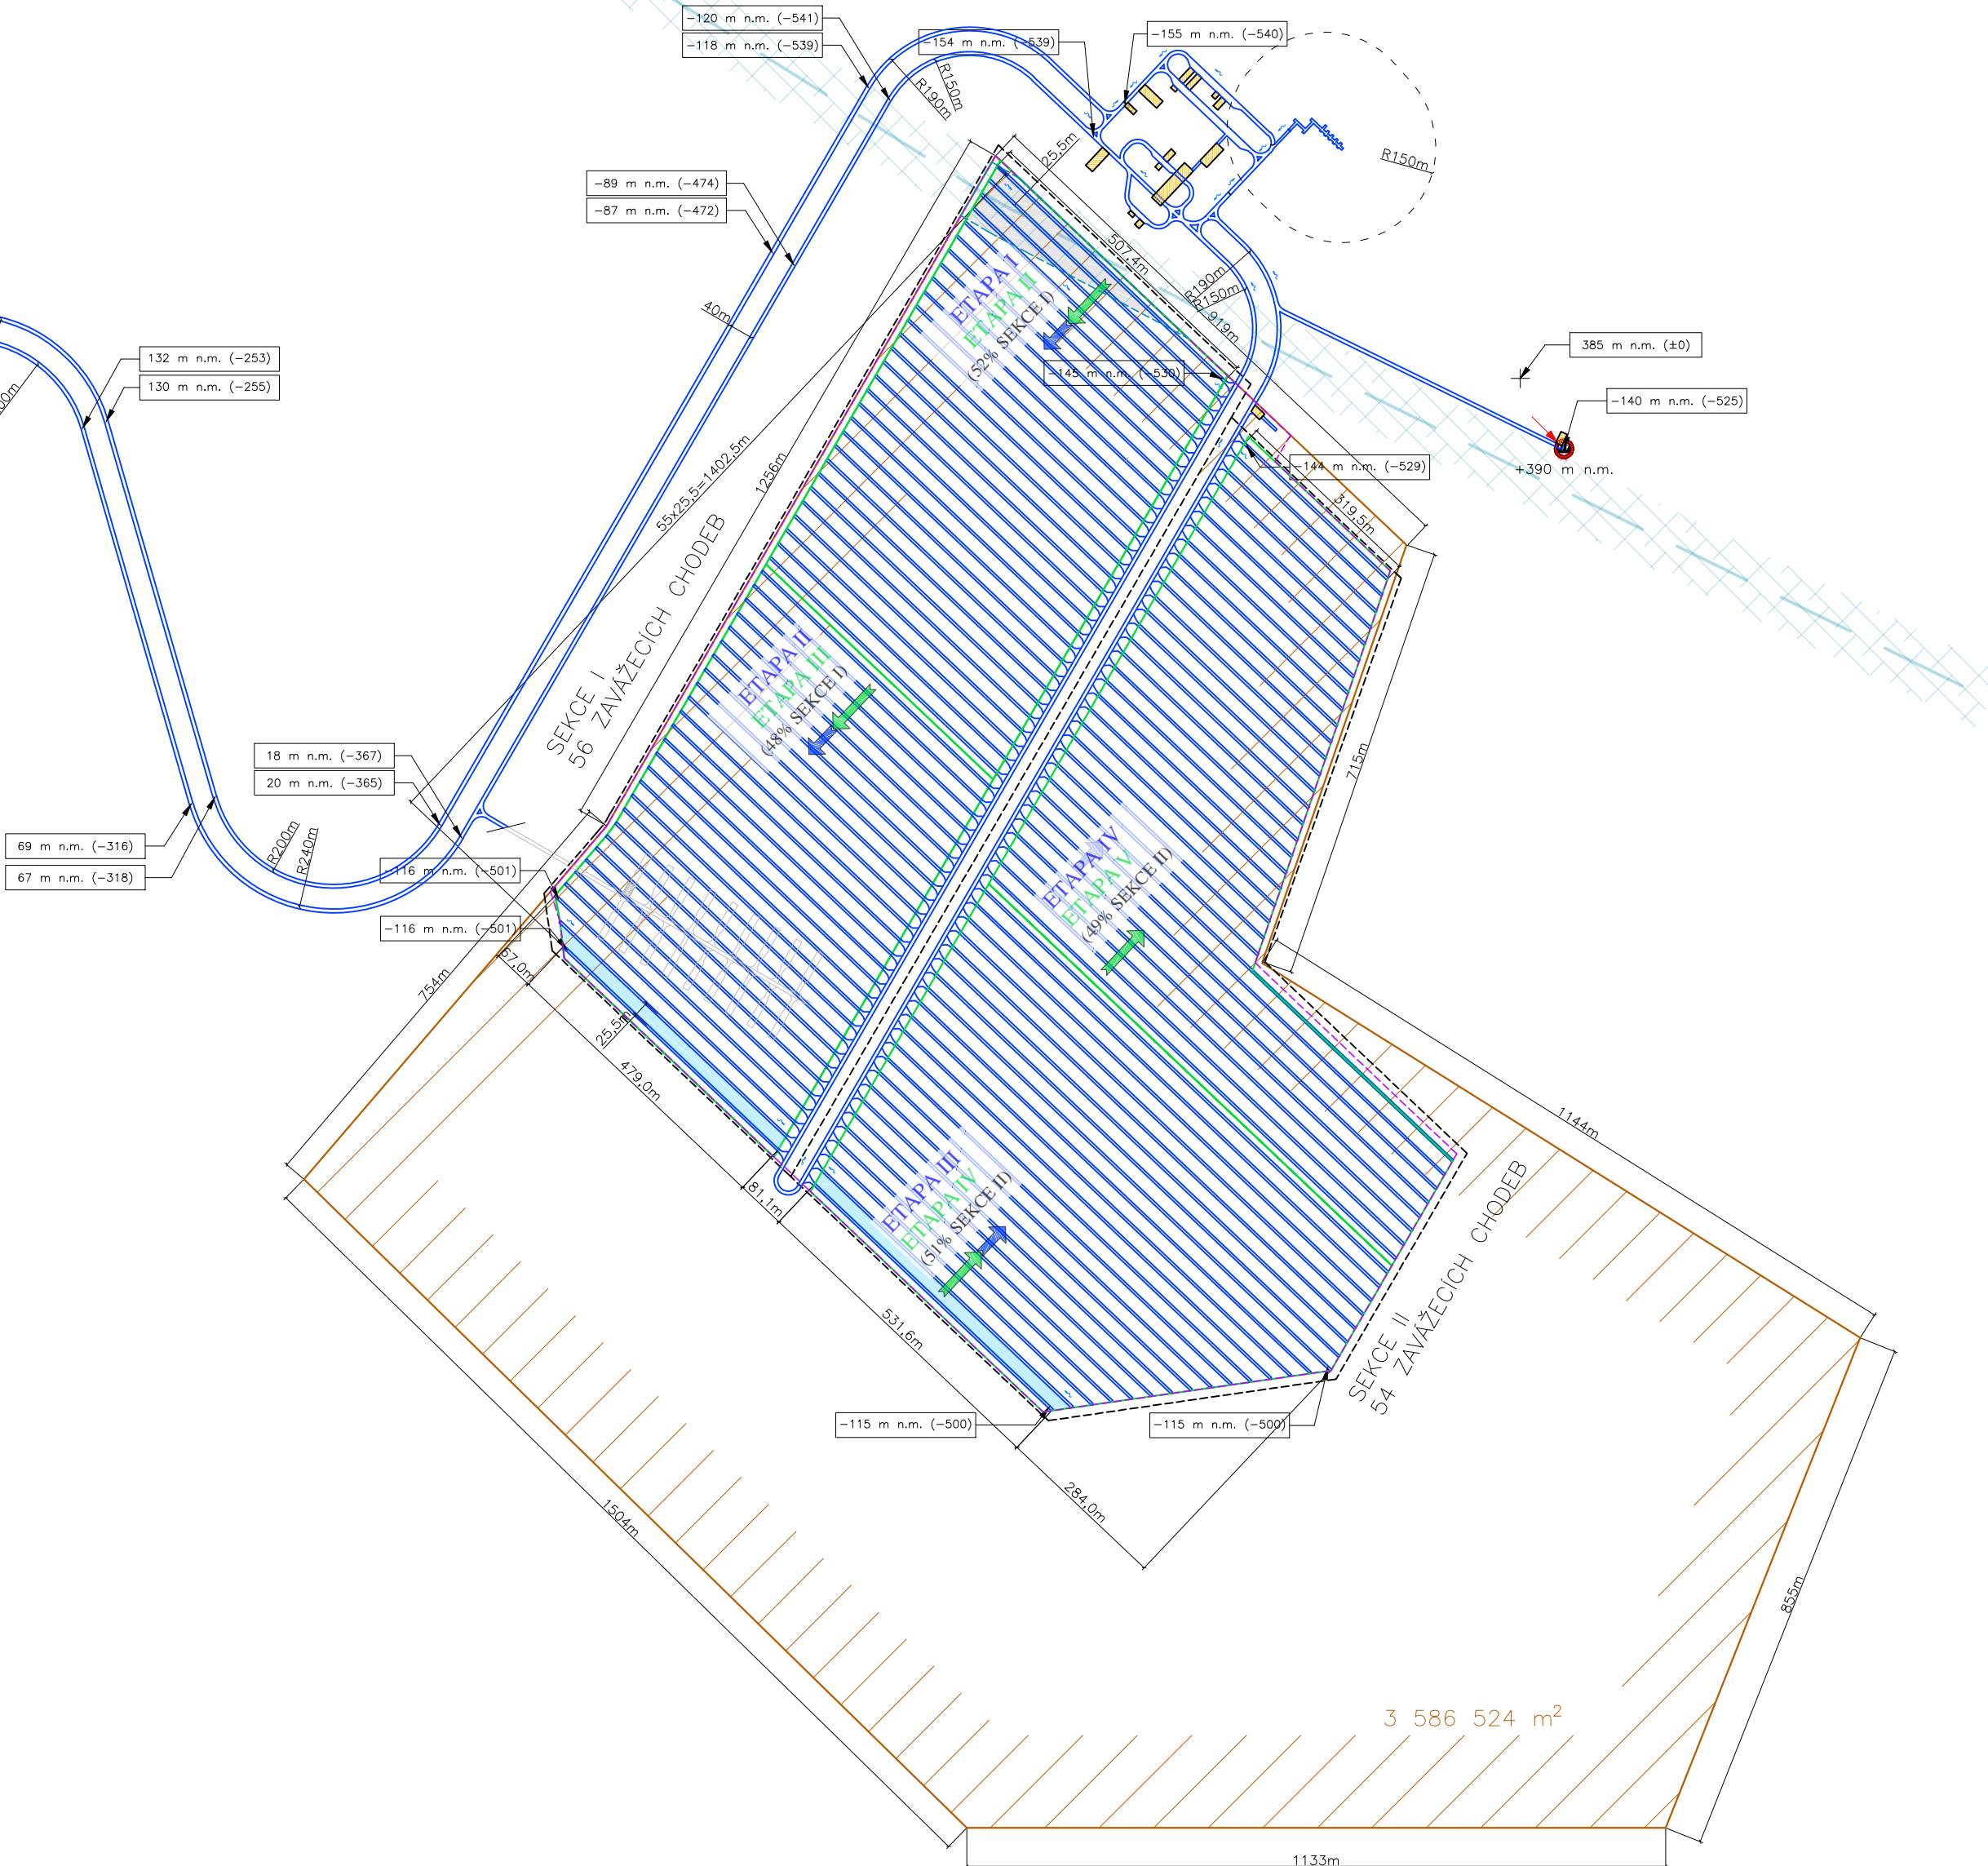 -120 m n.m. (-541)
-118 m n.m. (-539)
-154 m n.m. (-539)
-155 m n.m. (-540)
R190m
R150m
25,5m
R150m
-89 m n.m. (-474)
-87 m n.m. (-472)
507,4m
R190m
R150m
919m
40m
ETAPA I
ETAPA II
(52% SEKCE I)
132 m n.m. (-253)
130 m n.m. (-255)
385 m n.m. (±0)
-145 m n.m. (-530)
-140 m n.m. (-525)
+390 m n.m.
-144 m n.m. (-529)
319,5m
55x25,5=1402,5m
1256m
SEKCE I
56 ZAVÁŽECÍCH CHODEB
ETAPA II
ETAPA III
(48% SEKCE I)
715m
18 m n.m. (-367)
20 m n.m. (-365)
69 m n.m. (-316)
67 m n.m. (-318)
R200m
R240m
-116 m n.m. (-501)
-116 m n.m. (-501)
ETAPA IV
ETAPA V
(49% SEKCE II)
67,0m
754m
25,5m
479,0m
1144m
81,1m
ETAPA III
ETAPA IV
(51% SEKCE II)
SEKCE II
54 ZAVÁŽECÍCH CHODEB
531,6m
-115 m n.m. (-500)
-115 m n.m. (-500)
284,0m
1504m
855m
3 586 524 m²
1133m